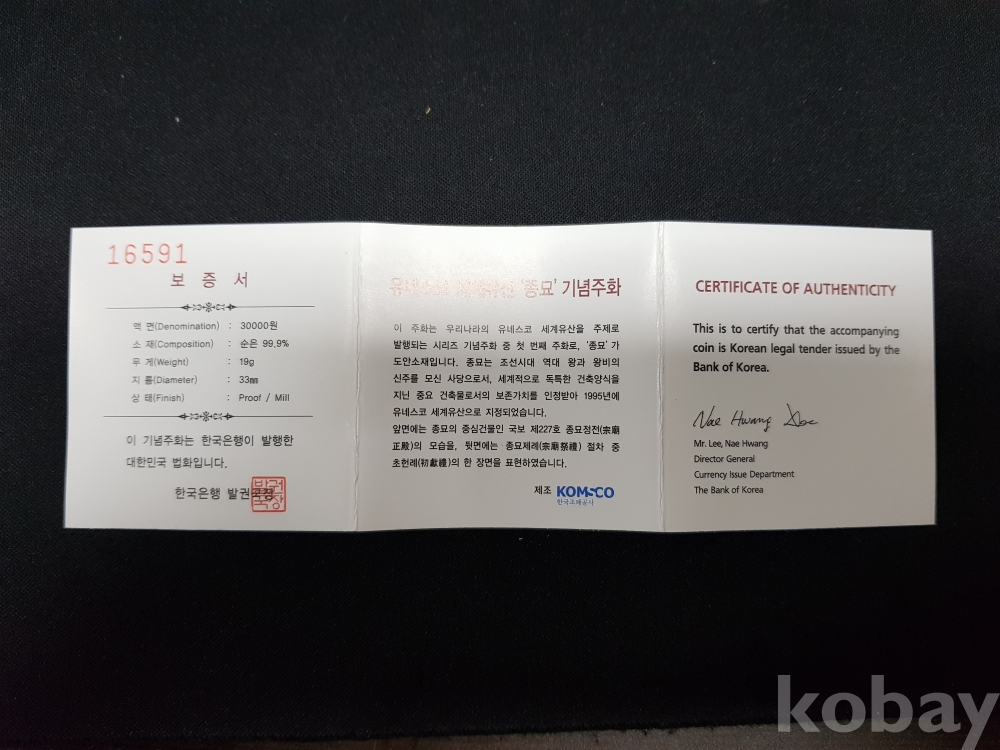 16591
보 증 서
액 면(Denomination) : 30000원
소 재(Composition) : 순은 99,9%
무 게(Weight) : 19g
지 름(Diameter) : 33㎜
상 태(Finish) : Proof / Mill
이 기념주화는 한국은행이 발행한
대한민국 법화입니다.
한국은행 발권국장
유네스코 세계유산 '종묘' 기념주화
이 주화는 우리나라의 유네스코 세계유산을 주제로
발행되는 시리즈 기념주화 중 첫 번째 주화로, '종묘'가
도안소재입니다. 종묘는 조선시대 역대 왕과 왕비의
신주를 모신 사당으로서, 세계적으로 독특한 건축양식을
지닌 중요 건축물로서의 보존가치를 인정받아 1995년에
유네스코 세계유산으로 지정되었습니다.
앞면에는 종묘의 중심건물인 국보 제227호 종묘정전(宗廟
正殿)의 모습을, 뒷면에는 종묘제례(宗廟祭禮) 절차 중
초헌례(初獻禮)의 한 장면을 표현하였습니다.
제조 KOMSCO
한국조폐공사
CERTIFICATE OF AUTHENTICITY
This is to certify that the accompanying
coin is Korean legal tender issued by the
Bank of Korea.
Nae Hwang
Mr. Lee, Nae Hwang
Director General
Currency Issue Department
The Bank of Korea
kobay